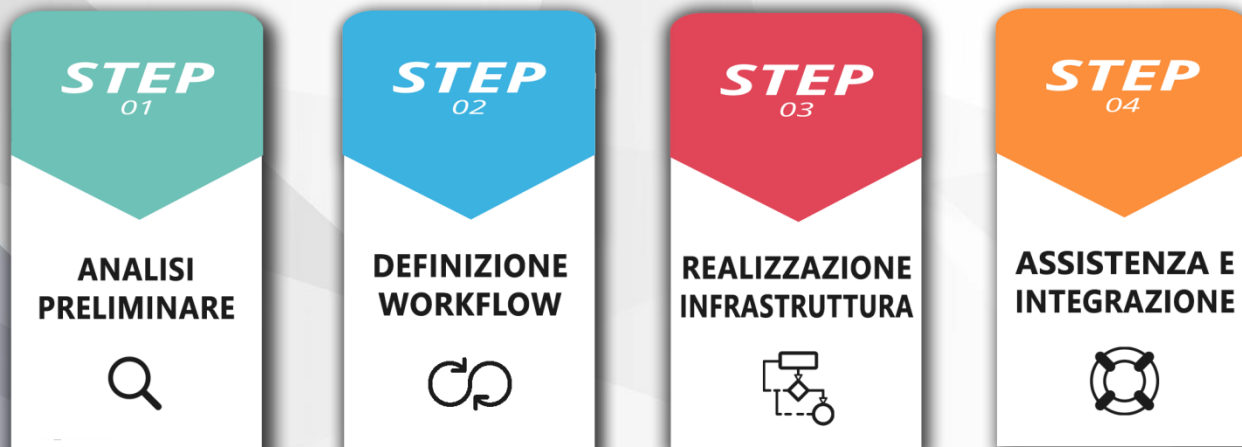 STEP
01
ANALISI
PRELIMINARE
STEP
02
DEFINIZIONE
WORKFLOW
STEP
03
REALIZZAZIONE
INFRASTRUTTURA
STEP
04
ASSISTENZA E
INTEGRAZIONE